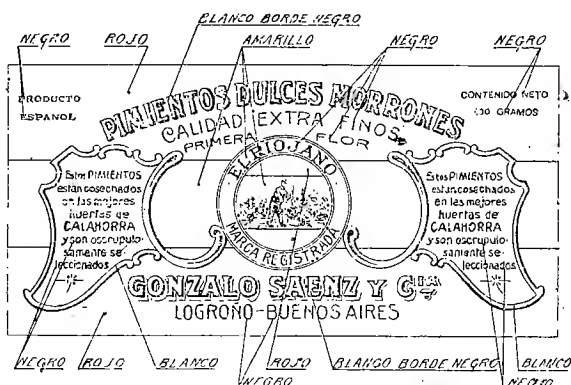 BLANCO BORDE NEGRO
NEGRO ROJO AMARILLO NEGRO NEGRO
PRODUCTO
ESPAÑOL
PIMIENTOS DULCES MORRONES
CALIDAD EXTRA FINOS
PRIMERA FLOR
CONTENIDO NETO
GRAMOS
EL RIOJANO
MARCA REGISTRADA
Estos PIMIENTOS
están cosechados
en las mejores
huertas de
CALAHORRA
y son escrupulo-
samente se-
leccionados
Estos PIMIENTOS
están cosechados
en las mejores
huertas de
CALAHORRA
y son escrupulo-
samente se-
leccionados
GONZALO SAENZ Y Cia
LOGROÑO-BUENOS AIRES
NEGRO ROJO BLANCO ROJO BLANCO BORDE NEGRO BLANCO
NEGRO NEGRO